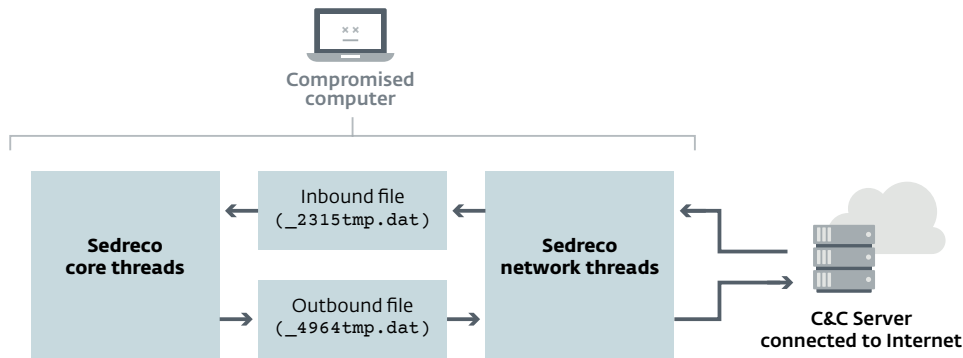 Compromised
computer
Sedreco
core threads
Inbound file
(_2315tmp.dat)
Outbound file
(_4964tmp.dat)
Sedreco
network threads
C&C Server
connected to Internet